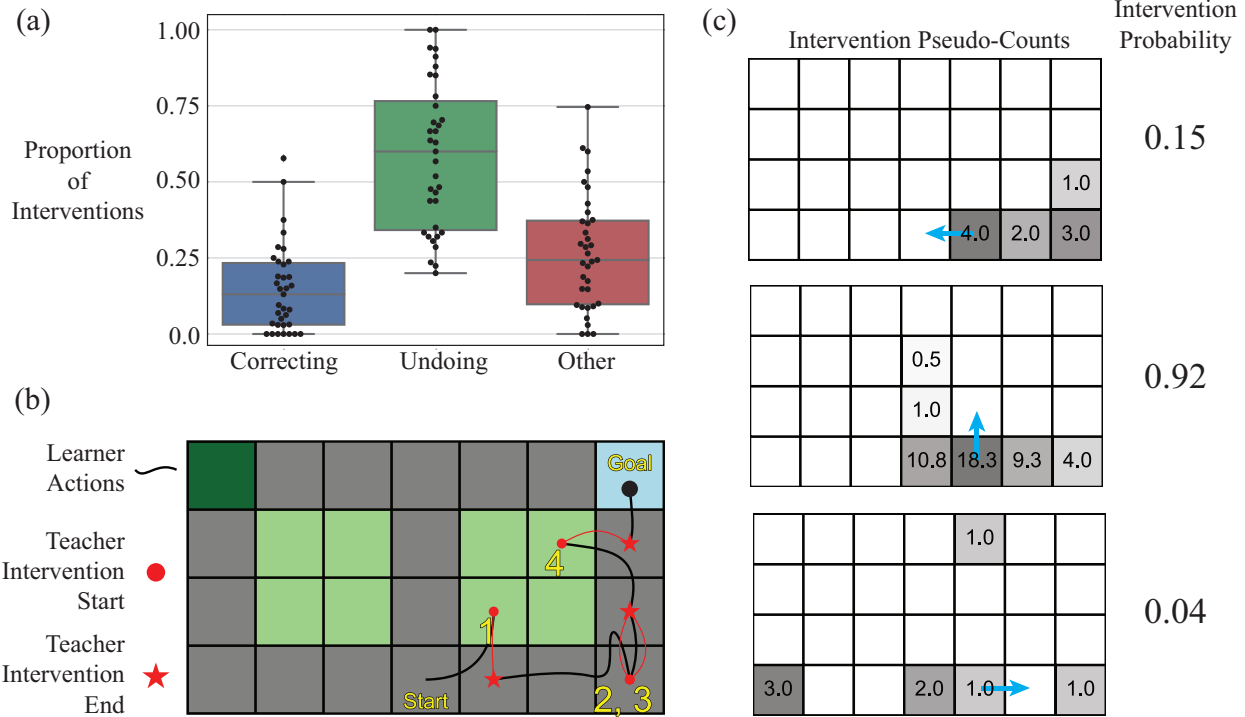 (a)
1.00
0.75
0.50
0.25
0.0
Proportion
of
Interventions
Correcting
Undoing
Other
(b)
Learner
Actions
Teacher
Intervention
Start
Teacher
Intervention
End
Goal
4
1
Start
2, 3
(c)
Intervention Pseudo-Counts
Intervention
Probability
1.0
4.0 2.0 3.0
0.15
0.5
1.0
10.8 18.3 9.3 4.0
0.92
1.0
3.0 2.0 1.0 1.0
0.04